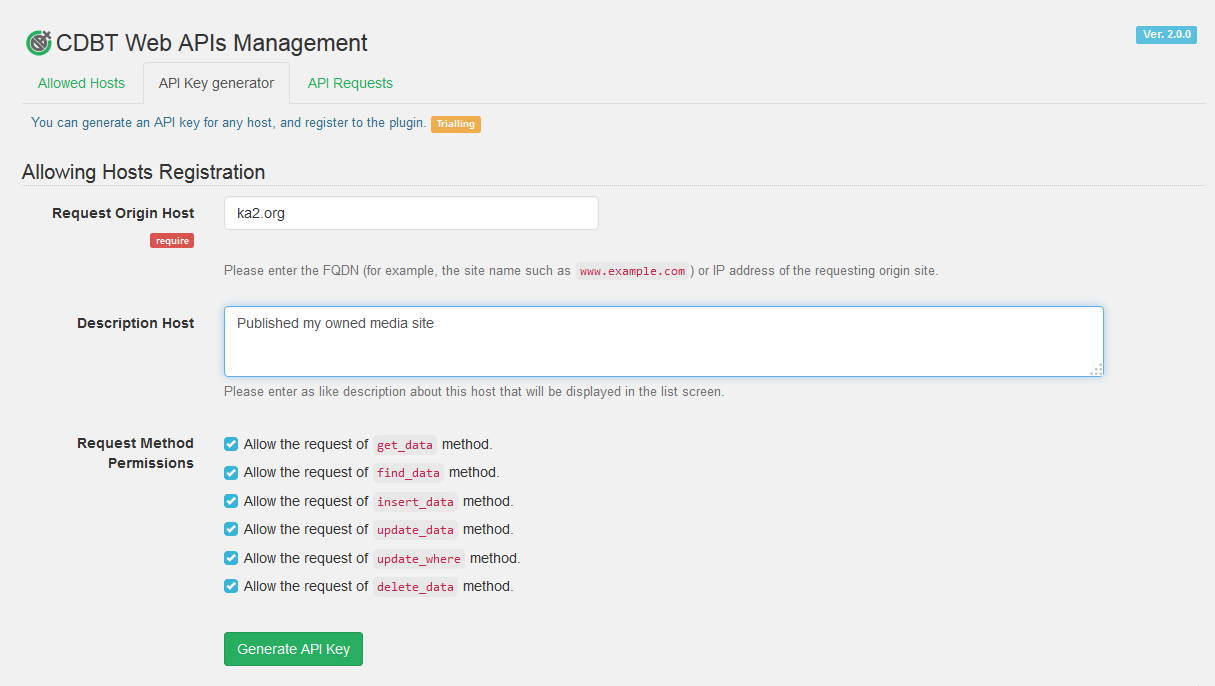 CDBT Web APIs Management
Ver. 2.0.0
Allowed Hosts
API Key generator
API Requests
You can generate an API key for any host, and register to the plugin. Trialling
Allowing Hosts Registration
Request Origin Host
ka2.org
require
Please enter the FQDN (for example, the site name such as www.example.com) or IP address of the requesting origin site.
Description Host
Published my owned media site
Please enter as like description about this host that will be displayed in the list screen.
Request Method
Permissions
Allow the request of get_data method.
Allow the request of find_data method.
Allow the request of insert_data method.
Allow the request of update_data method.
Allow the request of update_where method.
Allow the request of delete_data method.
Generate API Key